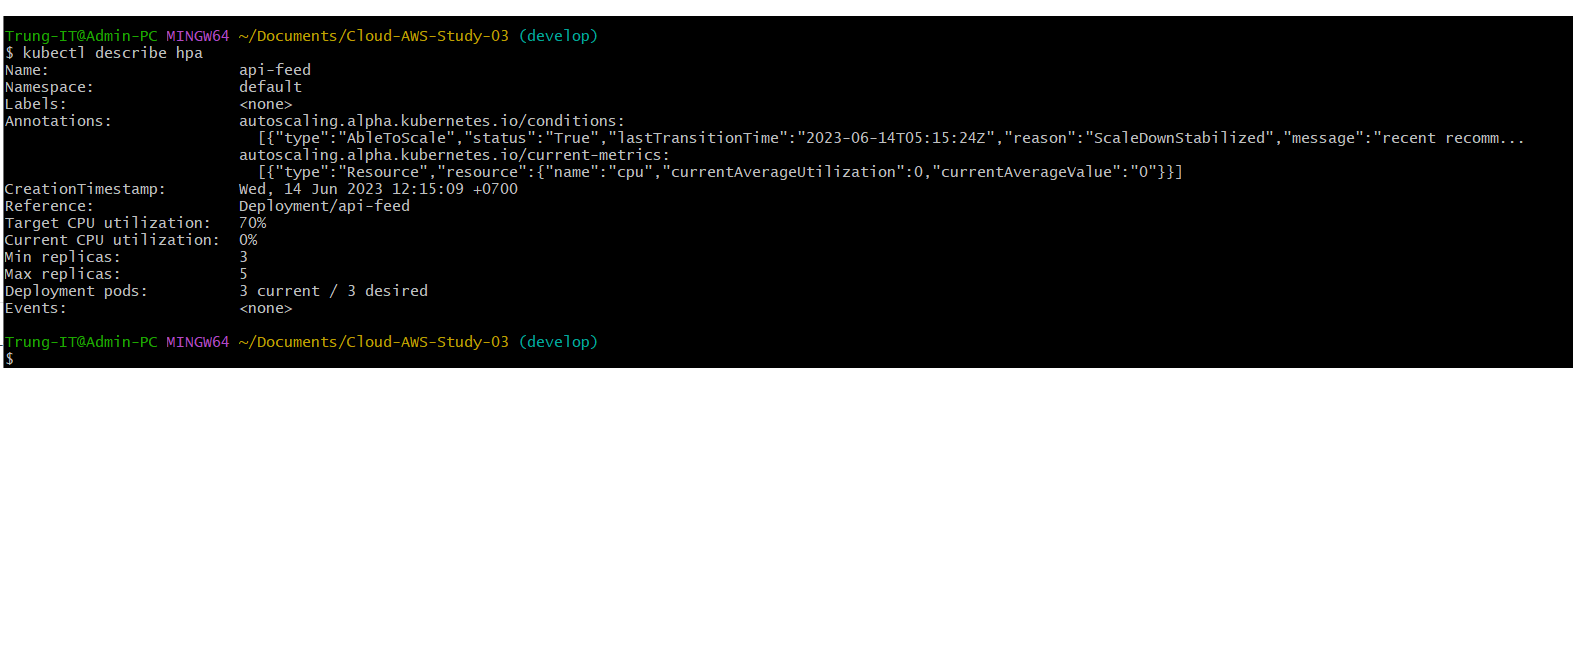 Trung-IT@Admin-PC MINGW64 ~/Documents/Cloud-AWS-Study-03 (develop)
$ kubectl describe hpa
Name:                     api-feed
Namespace:                default
Labels:                   <none>
Annotations:              autoscaling.alpha.kubernetes.io/conditions:
                            [{"type":"AbleToScale","status":"True","lastTransitionTime":"2023-06-14T05:15:24Z","reason":"ScaleDownStabilized","message":"recent recomm...
                          autoscaling.alpha.kubernetes.io/current-metrics:
                            [{"type":"Resource","resource":{"name":"cpu","currentAverageUtilization":0,"currentAverageValue":"0"}}]
CreationTimestamp:        Wed, 14 Jun 2023 12:15:09 +0700
Reference:                Deployment/api-feed
Target CPU utilization:   70%
Current CPU utilization:  0%
Min replicas:             3
Max replicas:             5
Deployment pods:          3 current / 3 desired
Events:                   <none>
Trung-IT@Admin-PC MINGW64 ~/Documents/Cloud-AWS-Study-03 (develop)
$